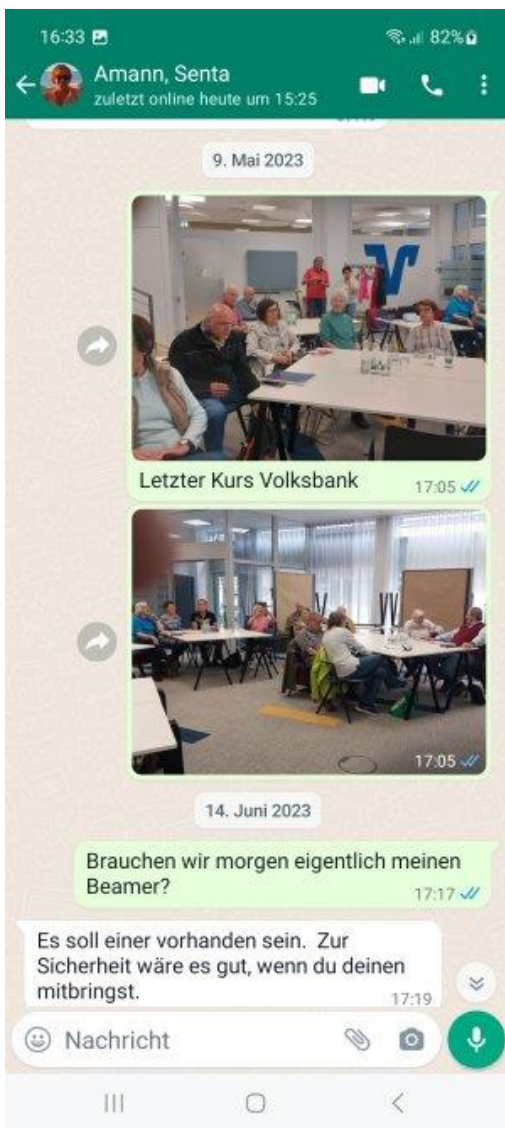 16:33
82%
Amann, Senta
zuletzt online heute um 15:25
9. Mai 2023
Letzter Kurs Volksbank
17:05
17:05
14. Juni 2023
Brauchen wir morgen eigentlich meinen
Beamer?
17:17
Es soll einer vorhanden sein. Zur
Sicherheit wäre es gut, wenn du deinen
mitbringst.
17:19
Nachricht